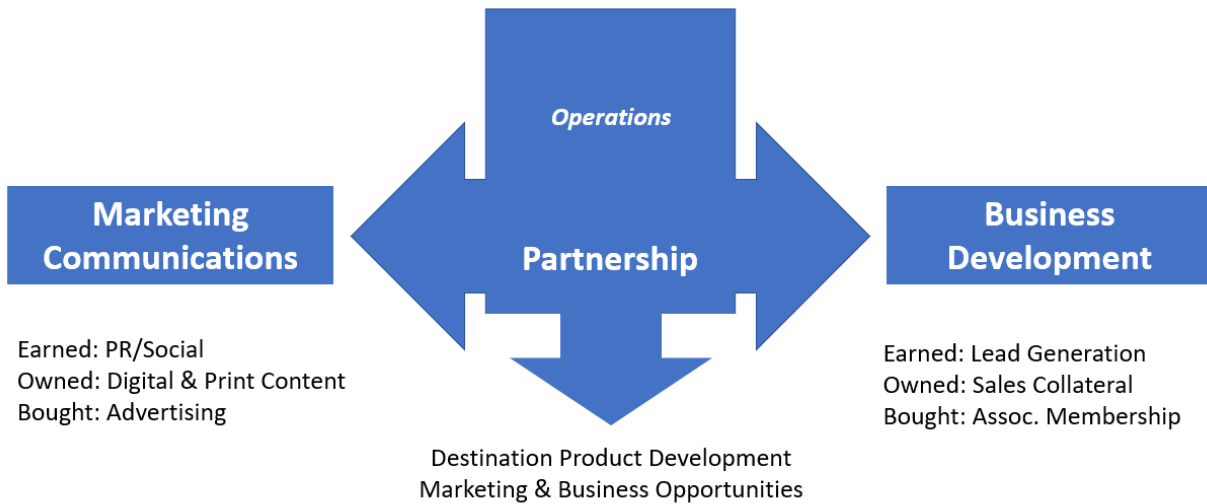 Operations
Marketing
Communications
Partnership
Business
Development
Earned: PR/Social
Owned: Digital & Print Content
Bought: Advertising
Earned: Lead Generation
Owned: Sales Collateral
Bought: Assoc. Membership
Destination Product Development
Marketing & Business Opportunities